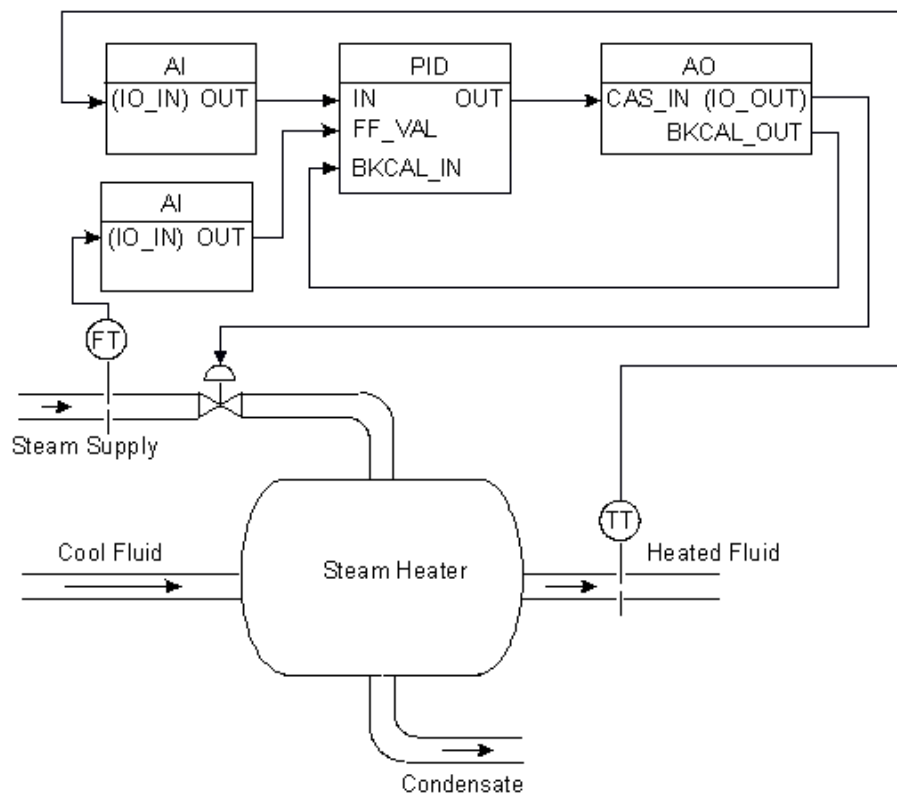 AI
(IO_IN) OUT
PID
IN OUT
FF_VAL
BKCAL_IN
AO
CAS_IN (IO_OUT)
BKCAL_OUT
AI
(IO_IN) OUT
FT
Steam Supply
TT
Cool Fluid
Steam Heater
Heated Fluid
Condensate